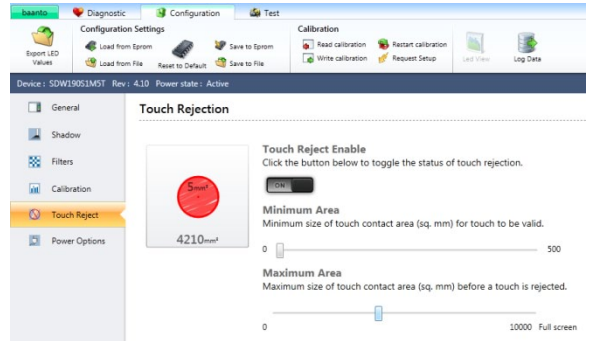 baanto Diagnostic Configuration Test
Configuration Settings Calibration
Export LED Values
Load from Eprom
Load from File
Reset to Default
Save to Eprom
Save to File
Read calibration
Write calibration
Restart calibration
Request Setup
Led View
Log Data
Device : SDW19051M5T Rev : 4.10 Power state : Active
General
Shadow
Filters
Calibration
Touch Reject
Power Options
Touch Rejection
5mm²
4210mm²
Touch Reject Enable
Click the button below to toggle the status of touch rejection.
ON
Minimum Area
Minimum size of touch contact area (sq. mm) for touch to be valid.
0 500
Maximum Area
Maximum size of touch contact area (sq. mm) before a touch is rejected.
0 10000 Full screen